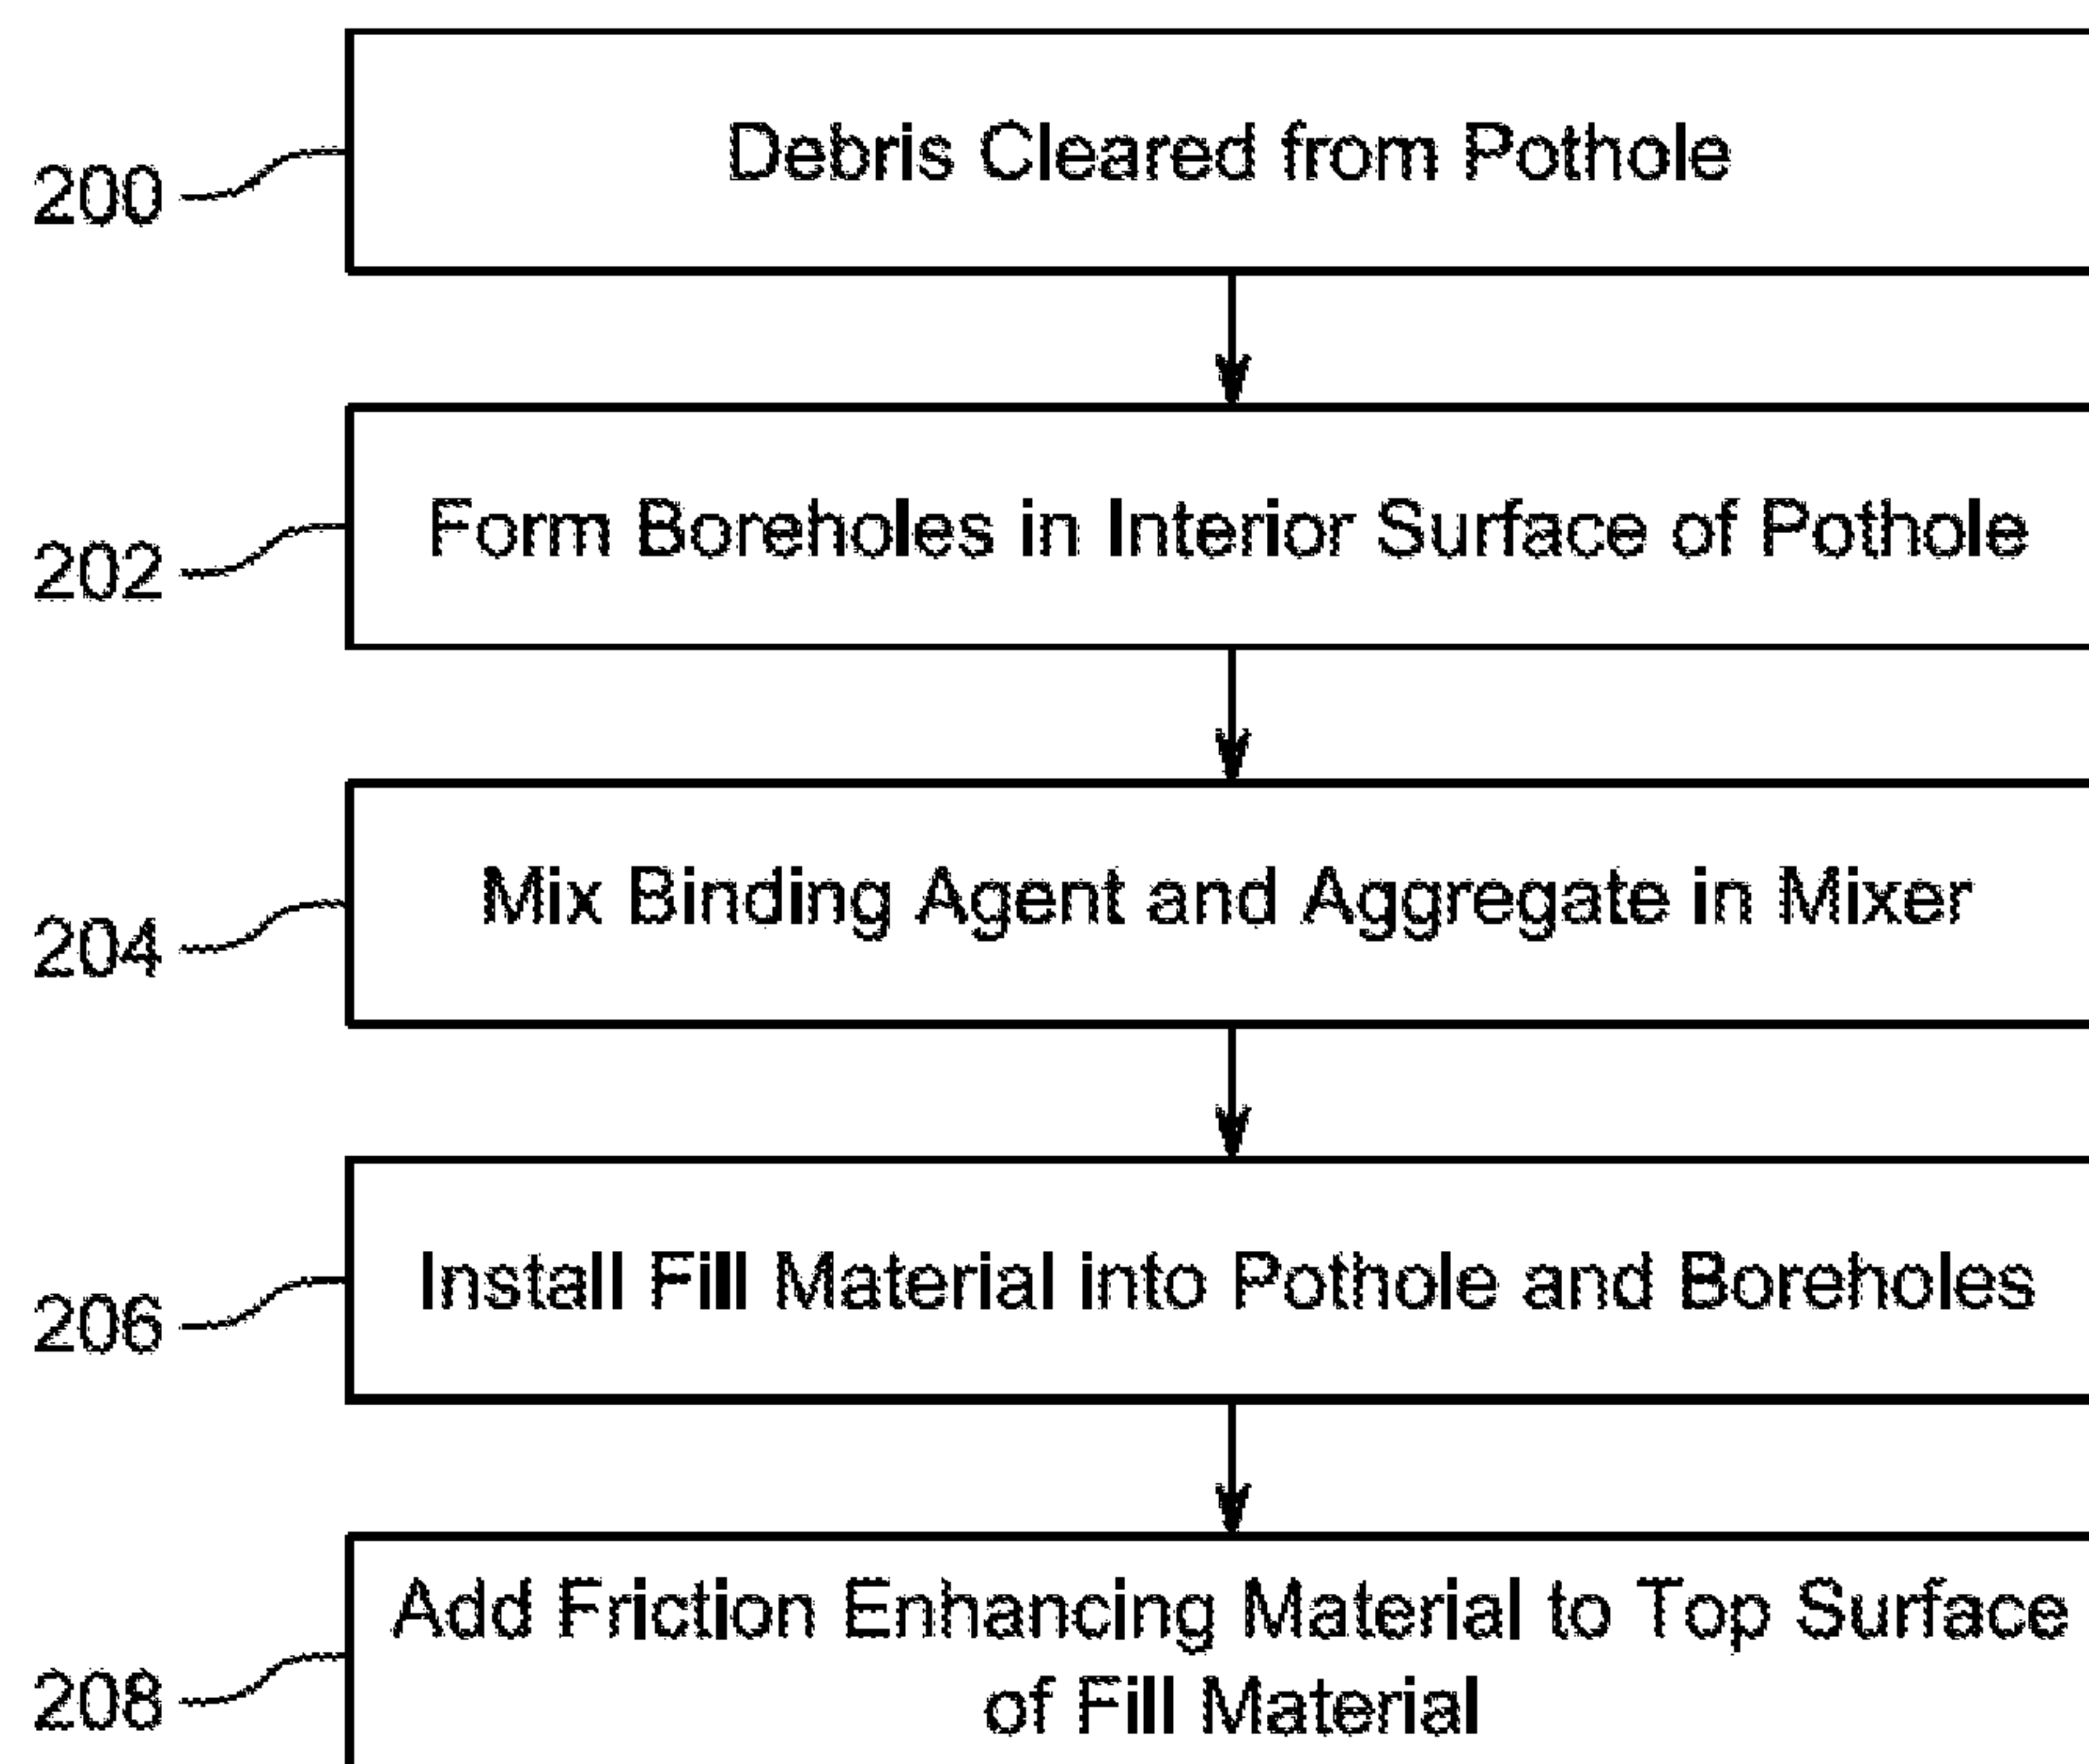 Debris Cleared from Pothole
200
Form Boreholes in Interior Surface of Pothole
202
Mix Binding Agent and Aggregate in Mixer
204
Install Fill Material into Pothole and Boreholes
206
Add Friction Enhancing Material to Top Surface
of Fill Material
208